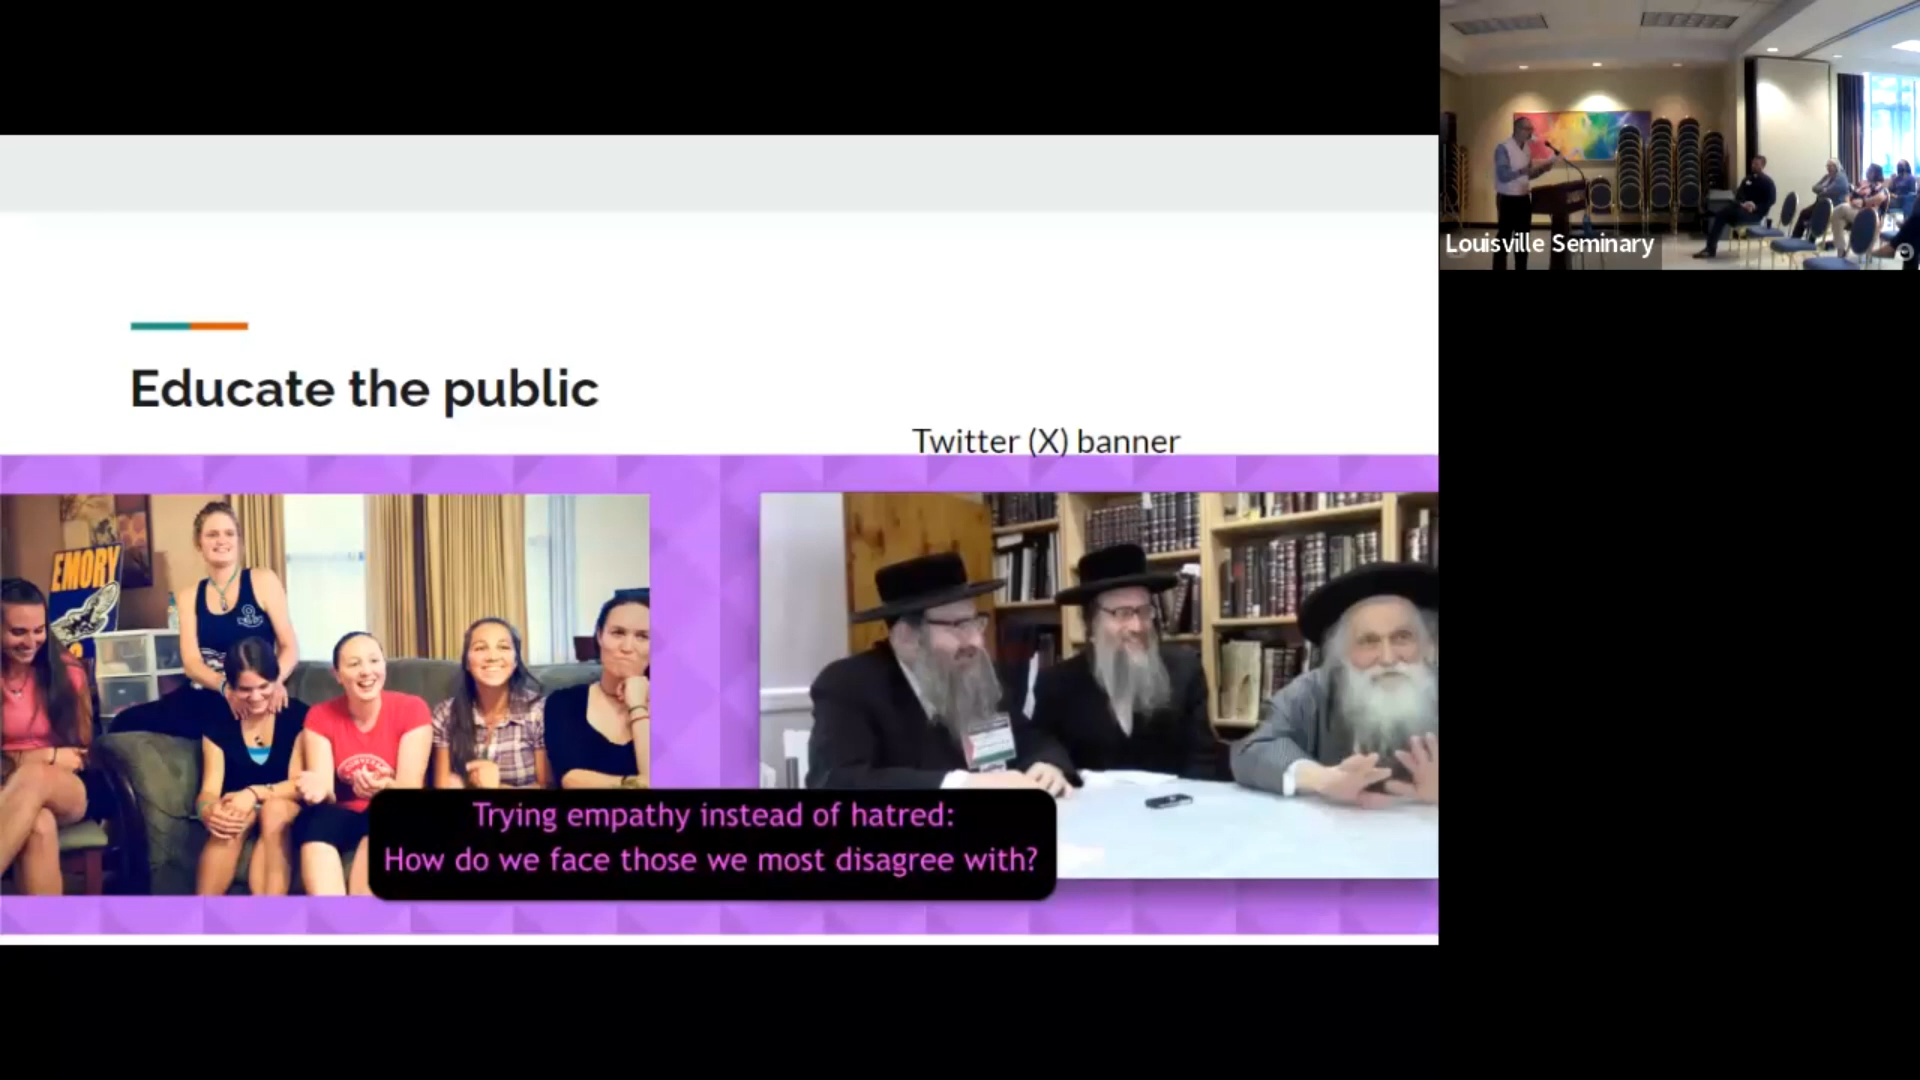 Louisville Seminary
Educate the public
Twitter (X) banner
EMORY
Trying empathy instead of hatred:
How do we face those we most disagree with?